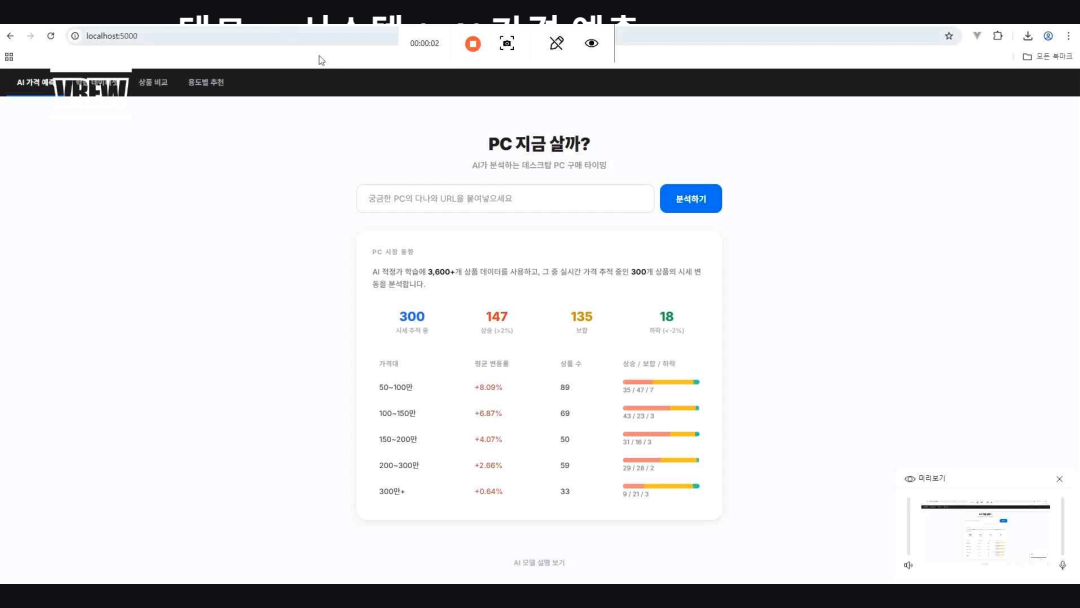 localhost:5000
00:00:02
모든 북마크
VREW
AI 가격 예측
상품 비교
용도별 추천
PC 지금 살까?
AI가 분석하는 데스크탑 PC 구매 타이밍
궁금한 PC의 다나와 URL을 붙여넣으세요
분석하기
PC 시장 동향
AI 적정가 학습에 3,600+개 상품 데이터를 사용하고, 그 중 실시간 가격 추적 중인 300개 상품의 시세 변
동을 분석합니다.
300 147 135 18
시세 추적 중 상승 (>2%) 보합 하락 (<-2%)
가격대 평균 변동률 상품 수 상승 / 보합 / 하락
50~100만 +8.09% 89 35 / 47 / 7
100~150만 +6.87% 69 43 / 23 / 3
150~200만 +4.07% 50 31 / 16 / 3
200~300만 +2.66% 59 29 / 28 / 2
300만+ +0.64% 33 9 / 21 / 3
AI 모델 설명 보기
미리보기